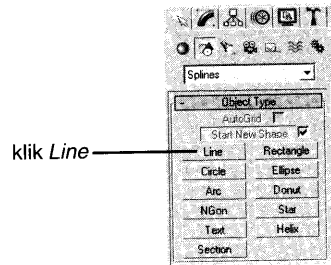 Splines
- Object Type
AutoGrid
Start New Shape
klik Line
Line Rectangle
Circle Ellipse
Arc Donut
NGon Star
Text Helix
Section